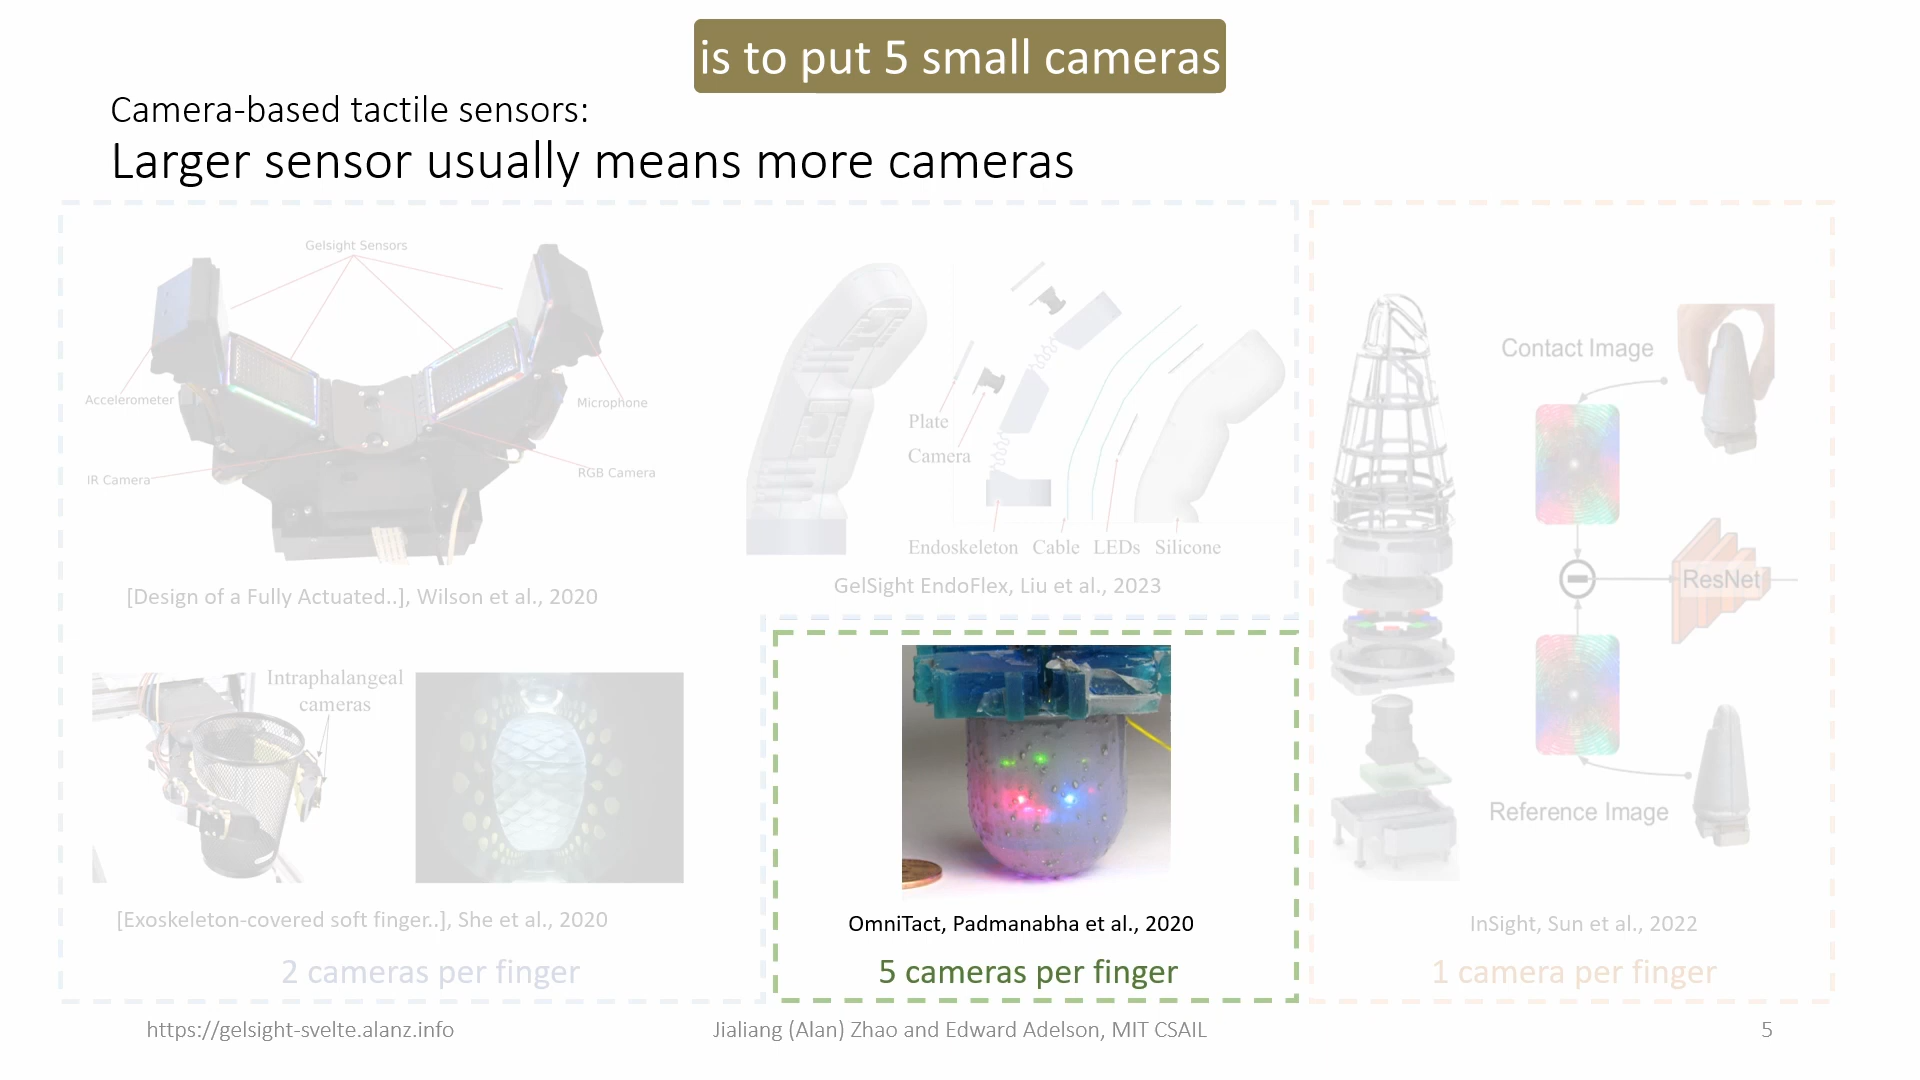 is to put 5 small cameras
Camera-based tactile sensors:
Larger sensor usually means more cameras
Gelsight Sensors
Accelerometer
Microphone
IR Camera
RGB Camera
[Design of a Fully Actuated..], Wilson et al., 2020
Plate
Camera
Endoskeleton
Cable
LEDs
Silicone
GelSight EndoFlex, Liu et al., 2023
Intraphalangeal
cameras
[Exoskeleton-covered soft finger..], She et al., 2020
2 cameras per finger
OmniTact, Padmanabha et al., 2020
5 cameras per finger
Contact Image
ResNet
Reference Image
InSight, Sun et al., 2022
1 camera per finger
https://gelsight-svelte.alanz.info
Jialiang (Alan) Zhao and Edward Adelson, MIT CSAIL
5